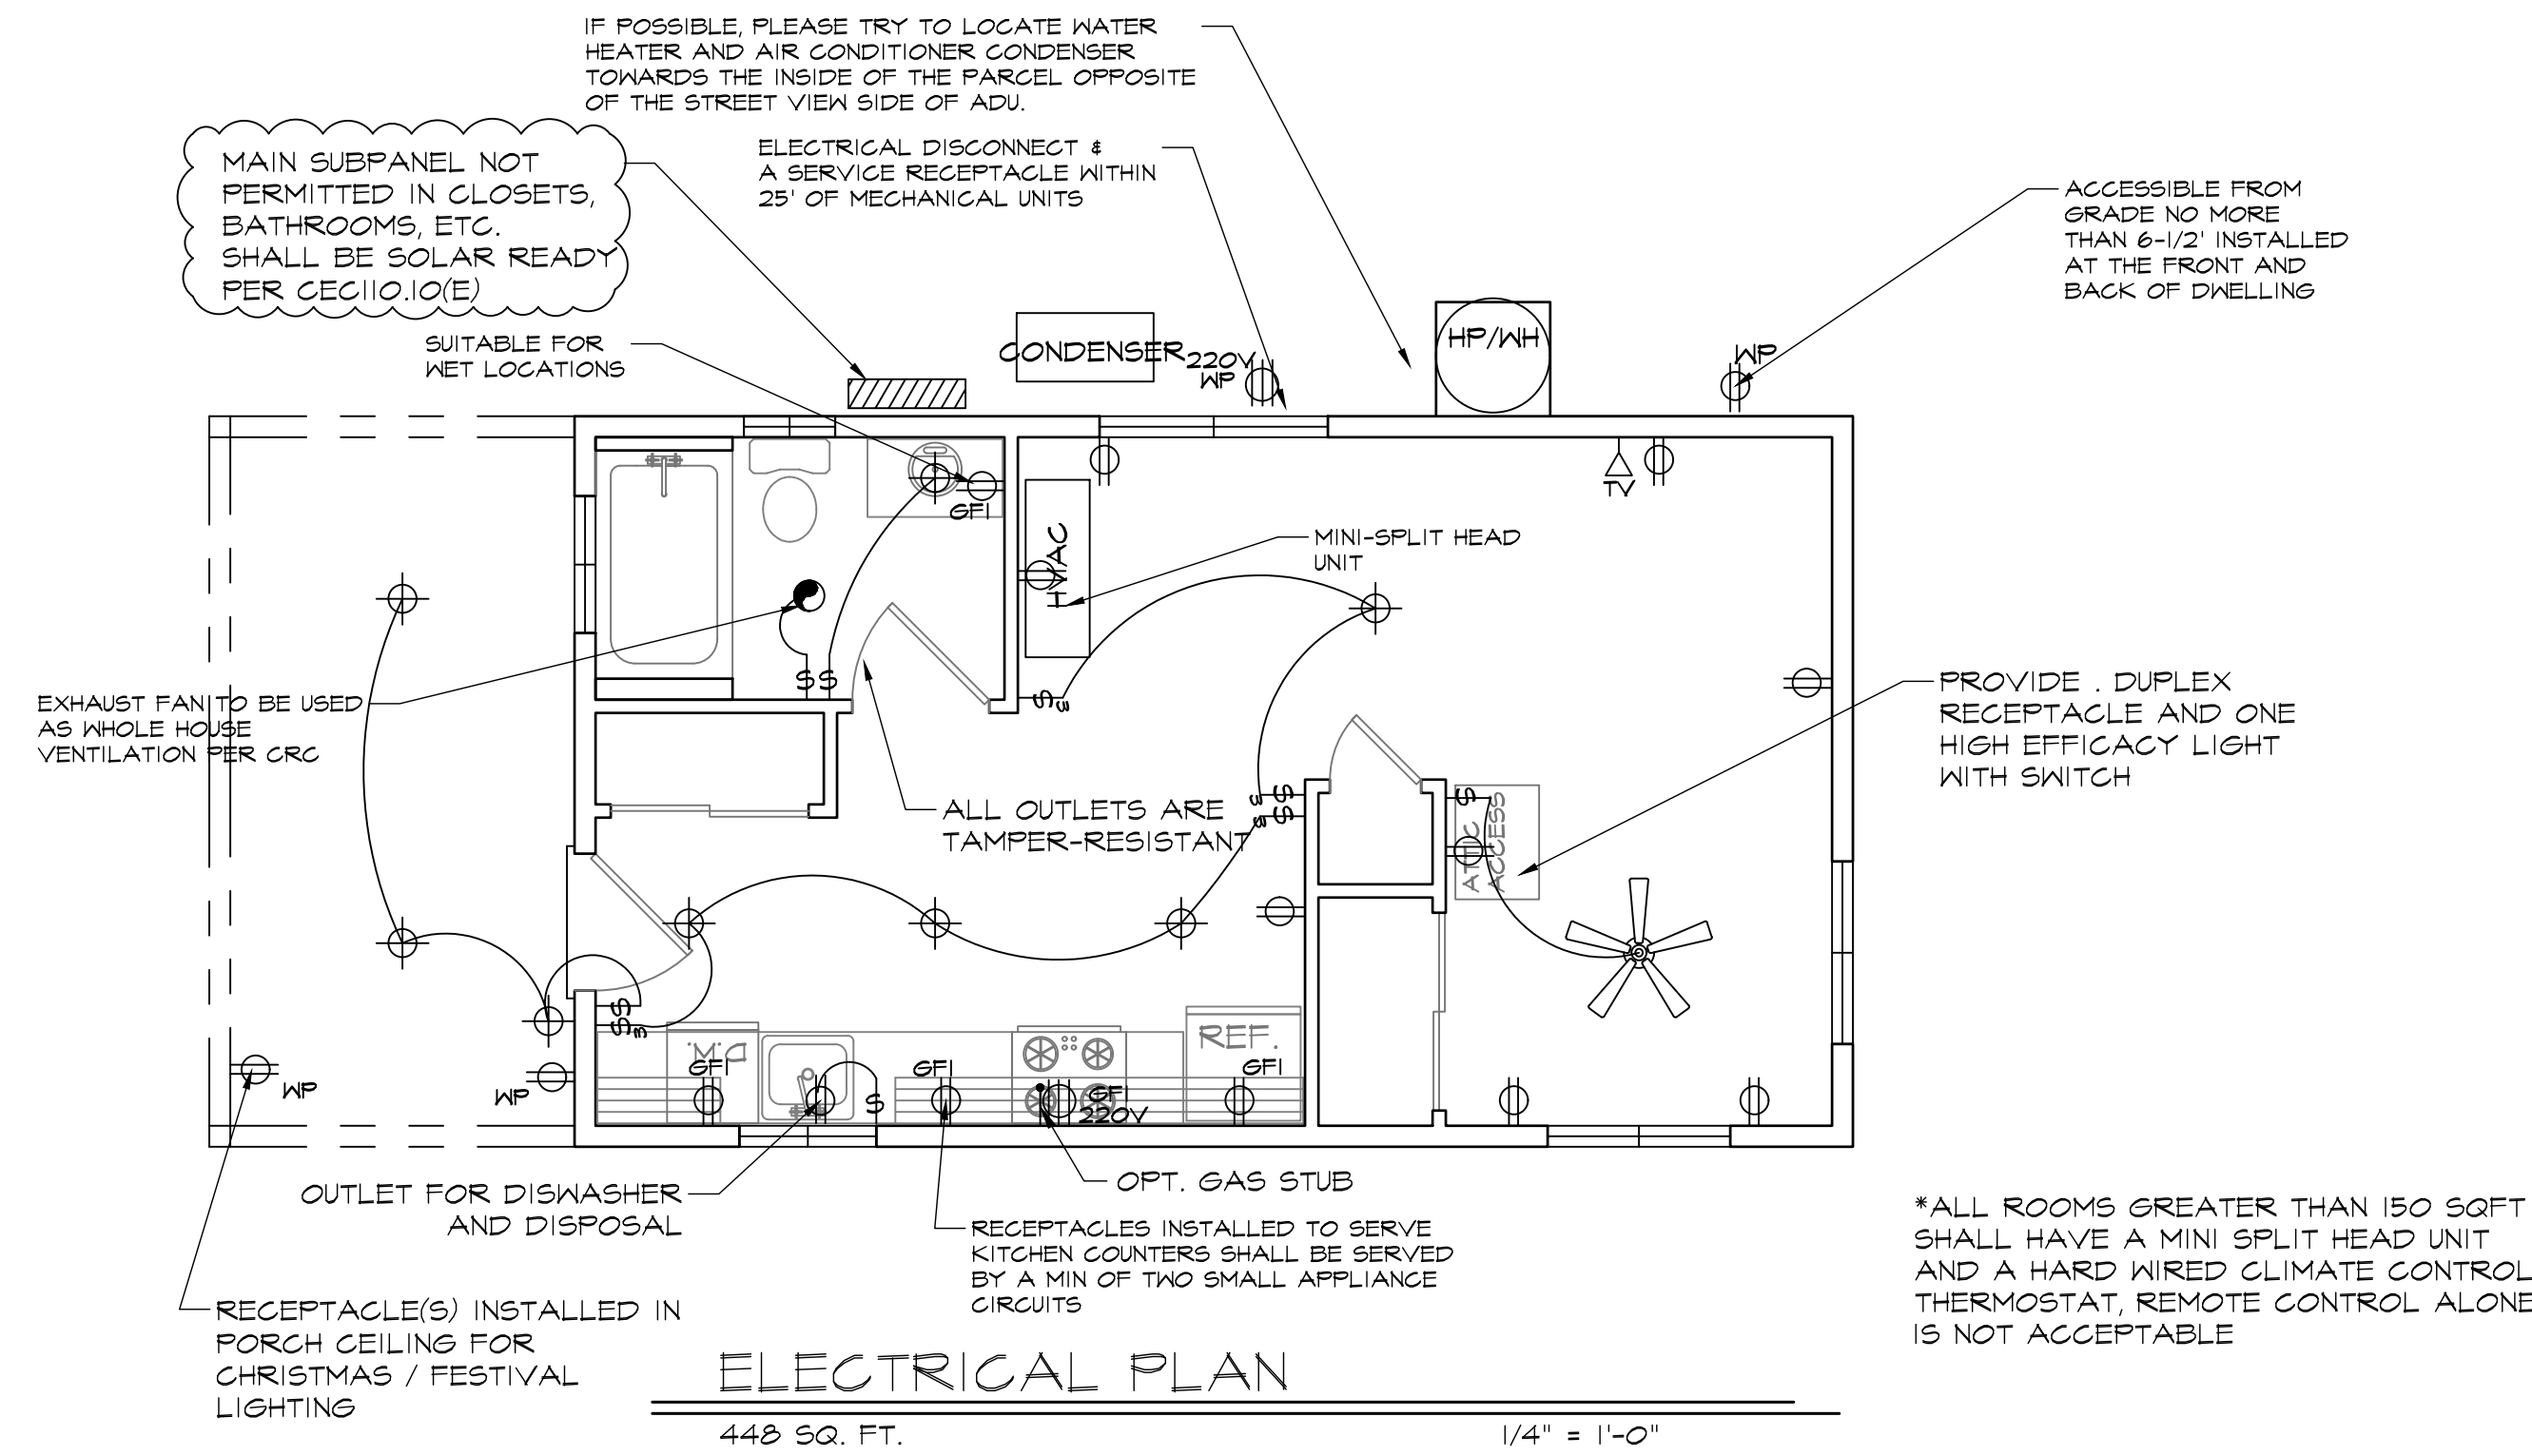 IF POSSIBLE, PLEASE TRY TO LOCATE WATER
HEATER AND AIR CONDITIONER CONDENSER
TOWARDS THE INSIDE OF THE PARCEL OPPOSITE
OF THE STREET VIEW SIDE OF ADU.
ELECTRICAL DISCONNECT &
A SERVICE RECEPTACLE WITHIN
25' OF MECHANICAL UNITS
MAIN SUBPANEL NOT
PERMITTED IN CLOSETS,
BATHROOMS, ETC.
SHALL BE SOLAR READY
PER CEC110.10(E)
ACCESSIBLE FROM
GRADE NO MORE
THAN 6-1/2' INSTALLED
AT THE FRONT AND
BACK OF DWELLING
SUITABLE FOR
WET LOCATIONS
CONDENSER
220V
WP
HP/WH
WP
GFI
TV
HVAC
MINI-SPLIT HEAD
UNIT
EXHAUST FAN TO BE USED
AS WHOLE HOUSE
VENTILATION PER CRC
S S
S 3
PROVIDE . DUPLEX
RECEPTACLE AND ONE
HIGH EFFICACY LIGHT
WITH SWITCH
ALL OUTLETS ARE
TAMPER-RESISTANT
3 S S
3 S S
S
ATTIC
ACCESS
S S
S S 3
D.W.
REF.
GFI
GFI
GFI
GFI
220V
S
WP
WP
OUTLET FOR DISWASHER
AND DISPOSAL
OPT. GAS STUB
RECEPTACLES INSTALLED TO SERVE
KITCHEN COUNTERS SHALL BE SERVED
BY A MIN OF TWO SMALL APPLIANCE
CIRCUITS
RECEPTACLE(S) INSTALLED IN
PORCH CEILING FOR
CHRISTMAS / FESTIVAL
LIGHTING
*ALL ROOMS GREATER THAN 150 SQFT
SHALL HAVE A MINI SPLIT HEAD UNIT
AND A HARD WIRED CLIMATE CONTROL
THERMOSTAT, REMOTE CONTROL ALONE
IS NOT ACCEPTABLE
ELECTRICAL PLAN
448 SQ. FT.
1/4" = 1'-0"